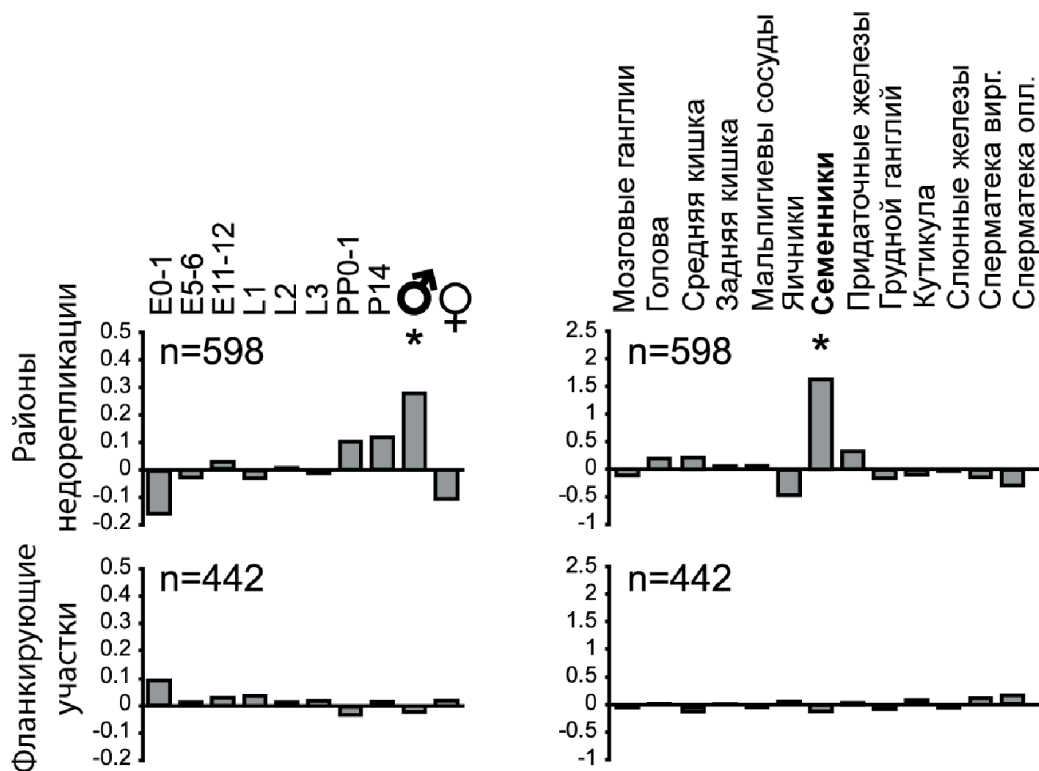 E0-1
E5-6
E11-12
L1
L2
L3
PP0-1
P14
♂
♀
Мозговые ганглии
Голова
Средняя кишка
Задняя кишка
Мальпигиевы сосуды
Яичники
Семенники
Придаточные железы
Грудной ганглий
Кутикула
Слюнные железы
Сперматека вирг.
Сперматека опл.
Районы
недорепликации
0.5
0.4
0.3
0.2
0.1
0
-0.1
-0.2
n=598
*
2.5
2
1.5
1
0.5
0
-0.5
-1
n=598
*
Фланкирующие
участки
0.5
0.4
0.3
0.2
0.1
0
-0.1
-0.2
n=442
2.5
2
1.5
1
0.5
0
-0.5
-1
n=442